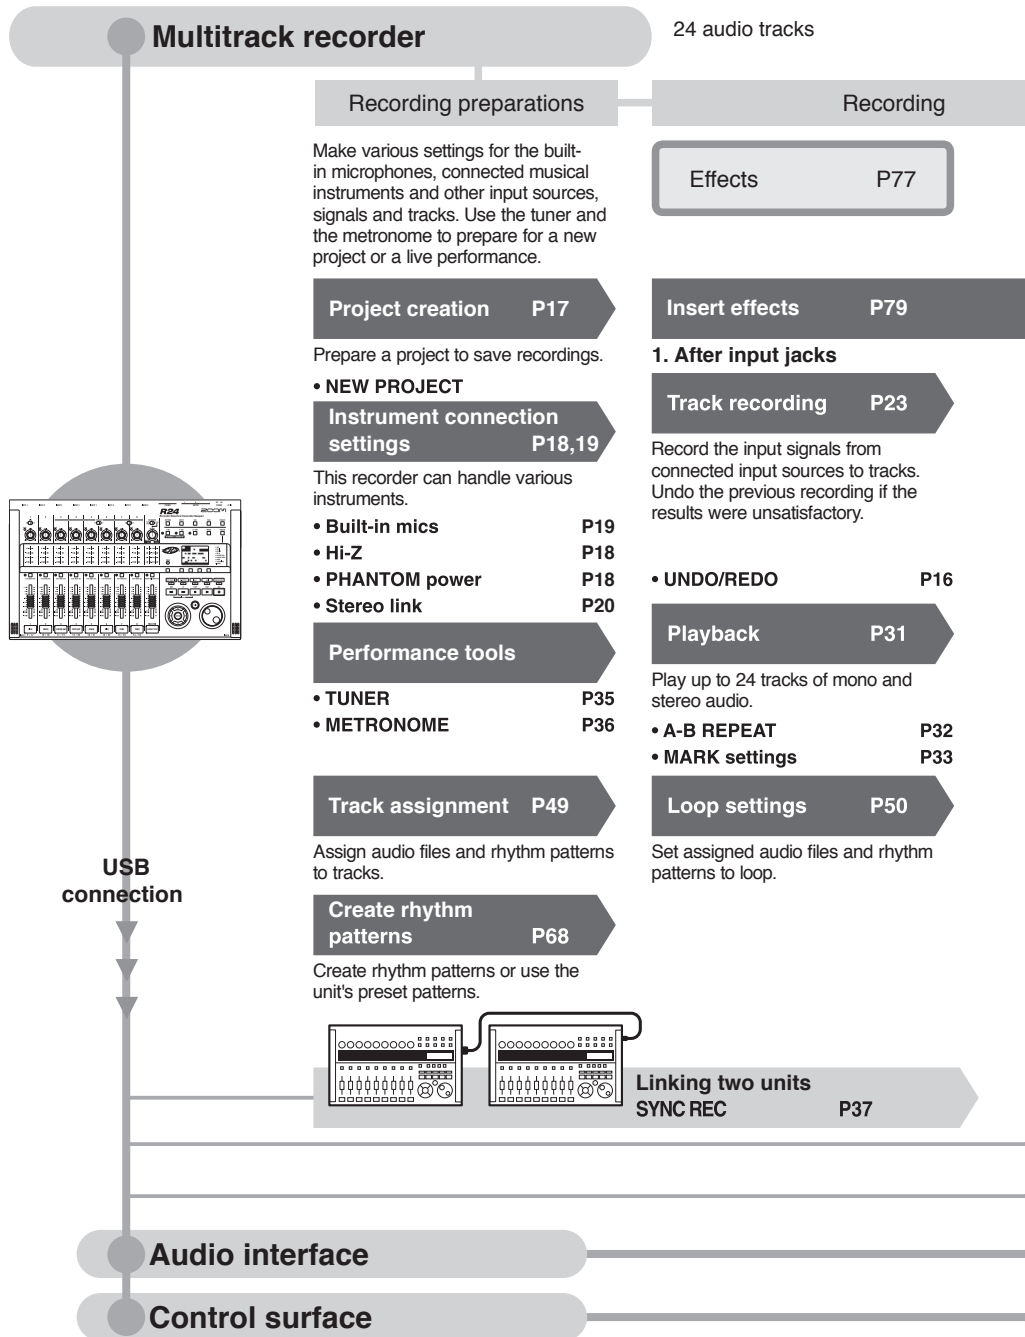 Multitrack recorder
24 audio tracks
Recording preparations
Make various settings for the built-
in microphones, connected musical
instruments and other input sources,
signals and tracks. Use the tuner and
the metronome to prepare for a new
project or a live performance.
Project creation P17
Prepare a project to save recordings.
• NEW PROJECT
Instrument connection
settings P18,19
This recorder can handle various
instruments.
• Built-in mics P19
• Hi-Z P18
• PHANTOM power P18
• Stereo link P20
Performance tools
• TUNER P35
• METRONOME P36
Track assignment P49
Assign audio files and rhythm patterns
to tracks.
Create rhythm
patterns P68
Create rhythm patterns or use the
unit's preset patterns.
Recording
Effects P77
Insert effects P79
1. After input jacks
Track recording P23
Record the input signals from
connected input sources to tracks.
Undo the previous recording if the
results were unsatisfactory.
• UNDO/REDO P16
Playback P31
Play up to 24 tracks of mono and
stereo audio.
• A-B REPEAT P32
• MARK settings P33
Loop settings P50
Set assigned audio files and rhythm
patterns to loop.
R24
ZOOM
USB
connection
Linking two units
SYNC REC P37
Audio interface
Control surface